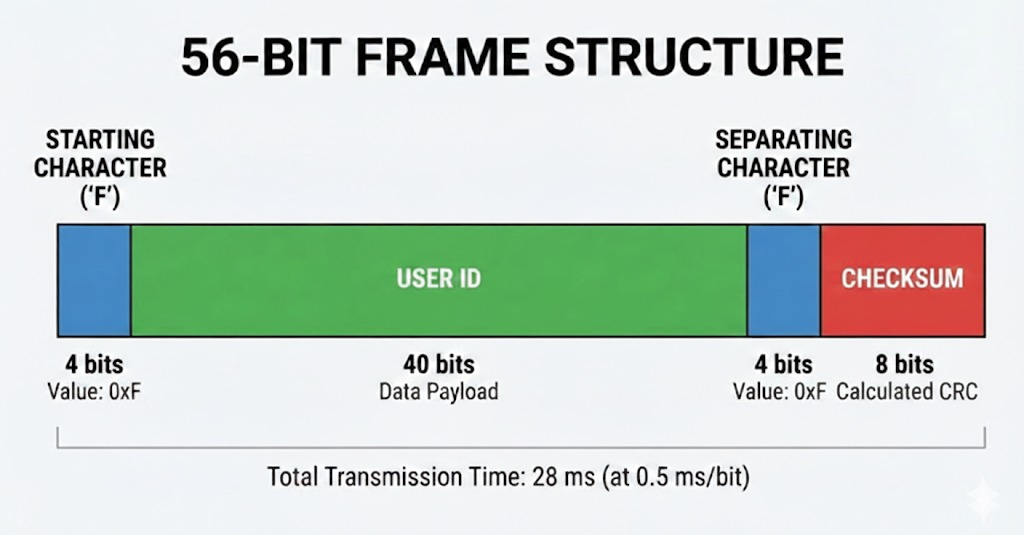 56-BIT FRAME STRUCTURE
STARTING
CHARACTER
(‘F’)
SEPARATING
CHARACTER
(‘F’)
USER ID
CHECKSUM
4 bits
Value: 0xF
40 bits
Data Payload
4 bits
Value: 0xF
8 bits
Calculated CRC
Total Transmission Time: 28 ms (at 0.5 ms/bit)